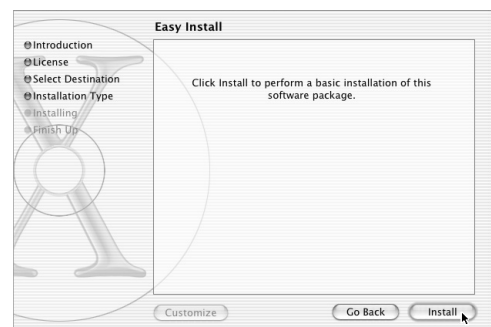 Easy Install
Introduction
License
Select Destination
Installation Type
Installing
Finish Up
Click Install to perform a basic installation of this
software package.
Customize
Go Back
Install